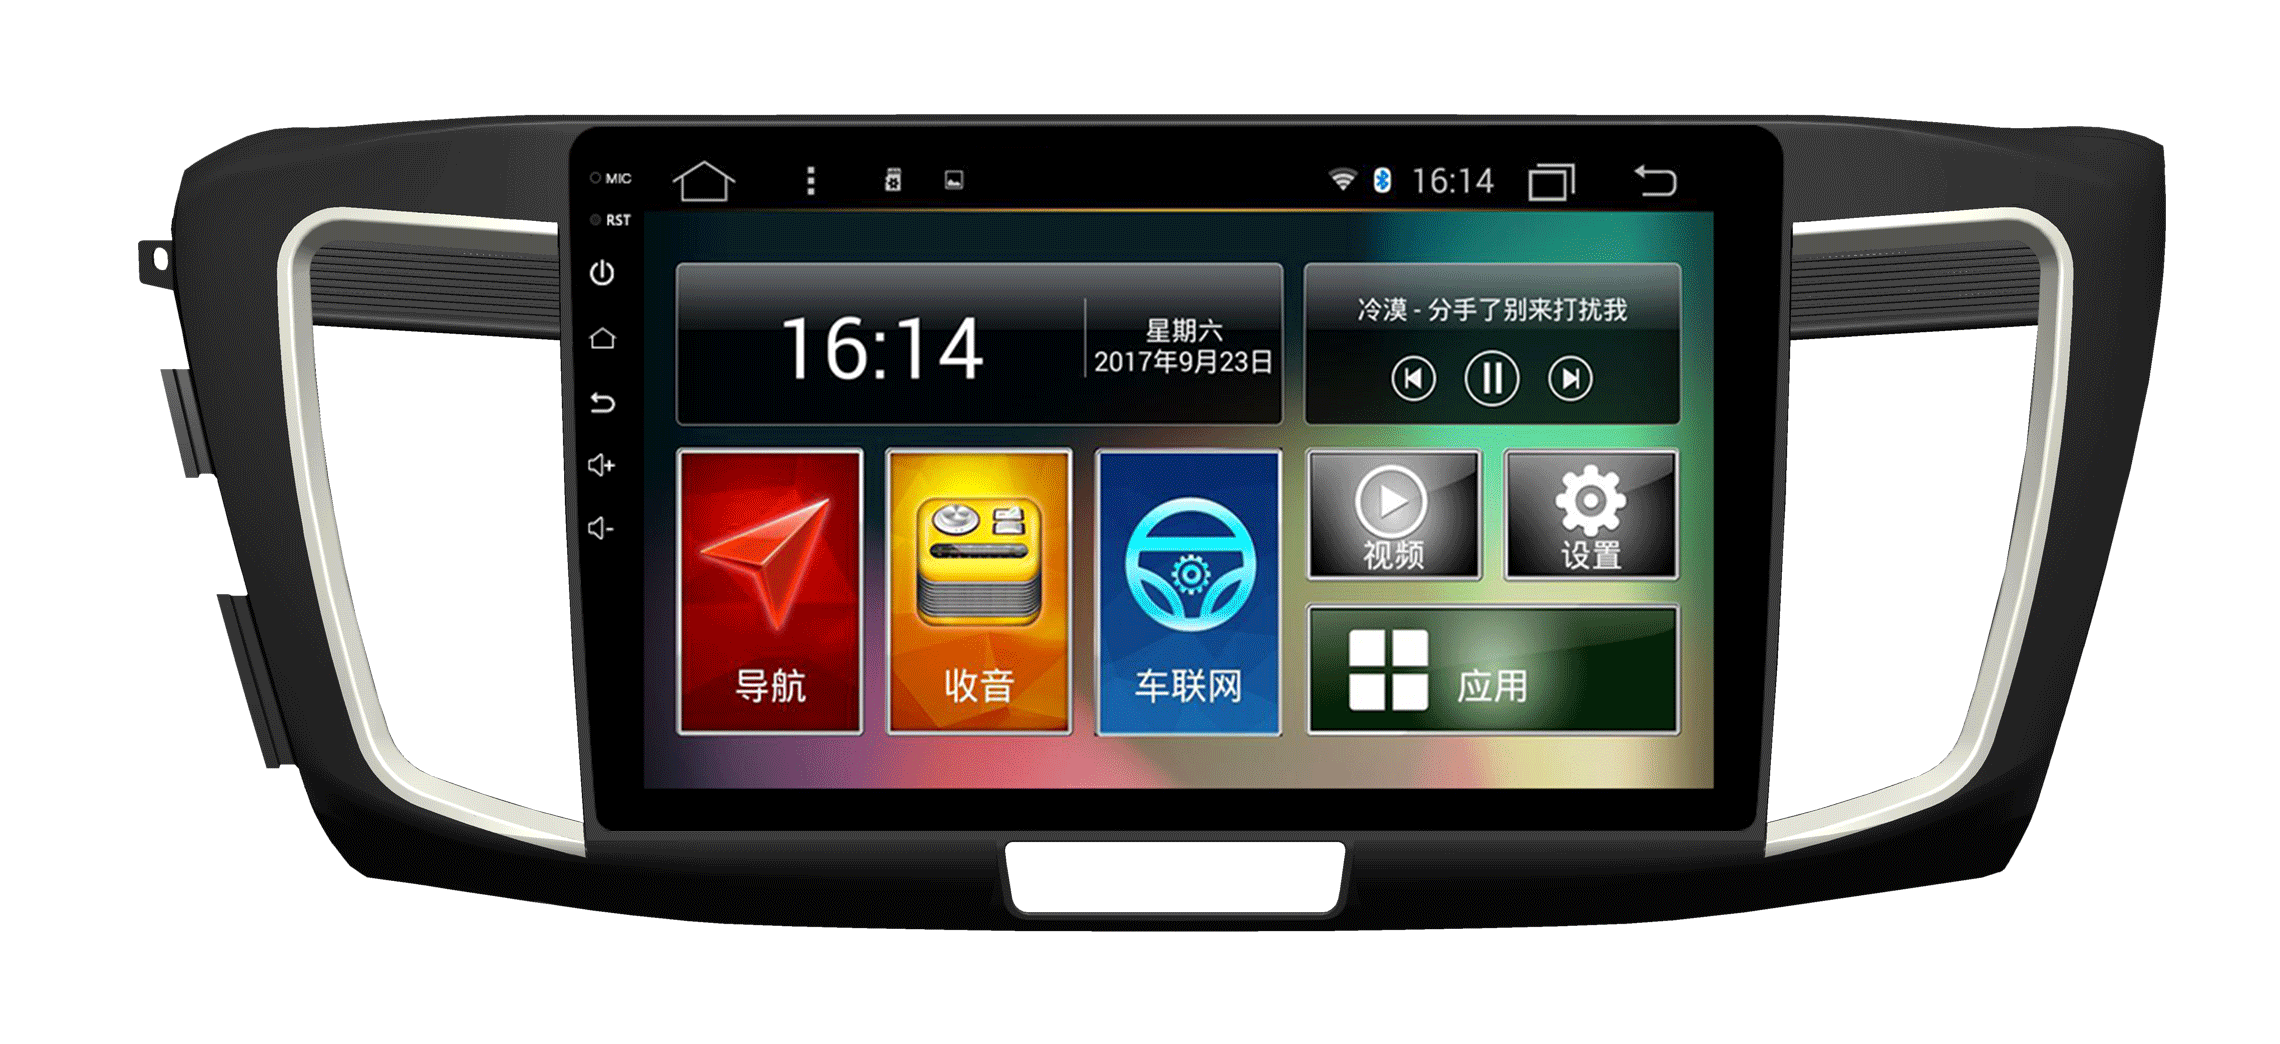 MIC
16:14
RST
16:14
星期六
2017年9月23日
冷漠 - 分手了别来打扰我
视频
设置
导航
收音
车联网
应用